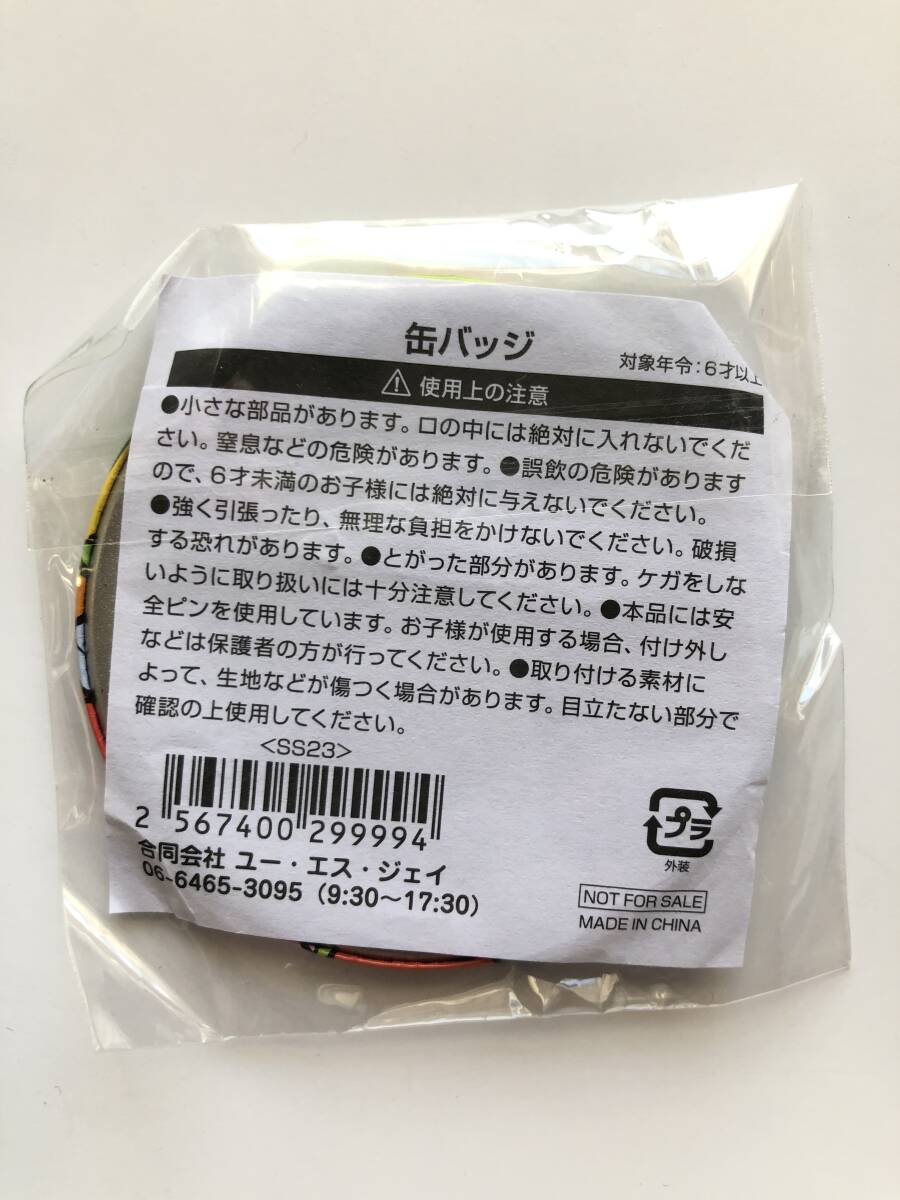 缶バッジ
対象年令:6才以上
⚠ 使用上の注意
●小さな部品があります。口の中には絶対に入れないでくだ
さい。窒息などの危険があります。●誤飲の危険があります
ので、6才未満のお子様には絶対に与えないでください。
●強く引張ったり、無理な負担をかけないでください。破損
する恐れがあります。●とがった部分があります。ケガをしな
いように取り扱いには十分注意してください。●本品には安
全ピンを使用しています。お子様が使用する場合、付け外し
などは保護者の方が行ってください。●取り付ける素材に
よって、生地などが傷つく場合があります。目立たない部分で
確認の上使用してください。
<SS23>
2 567400 299994
合同会社 ユー・エス・ジェイ
06-6465-3095 (9:30～17:30)
プラ
外装
NOT FOR SALE
MADE IN CHINA